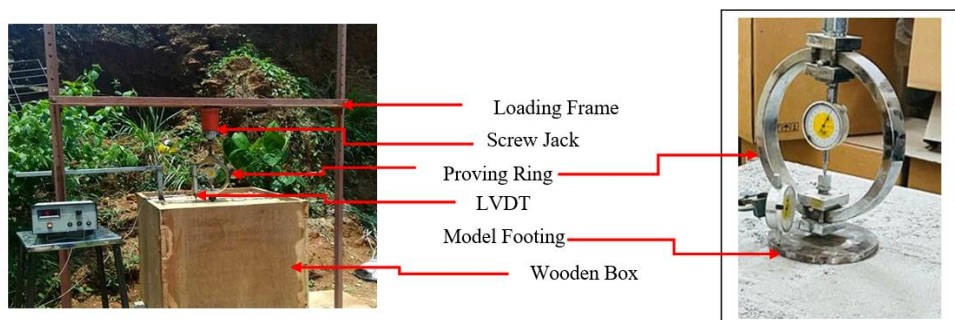 Loading Frame
Screw Jack
Proving Ring
LVDT
Model Footing
Wooden Box